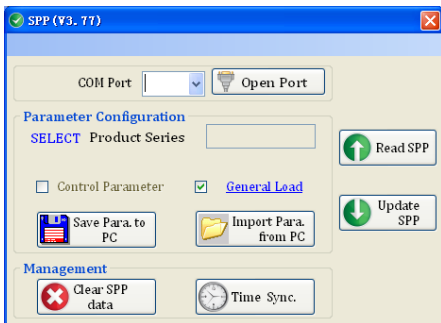 SPP (V3.77)
COM Port
Open Port
Parameter Configuration
SELECT Product Series
Read SPP
Control Parameter
General Load
Save Para. to
PC
Import Para.
from PC
Update
SPP
Management
Clear SPP
data
Time Sync.